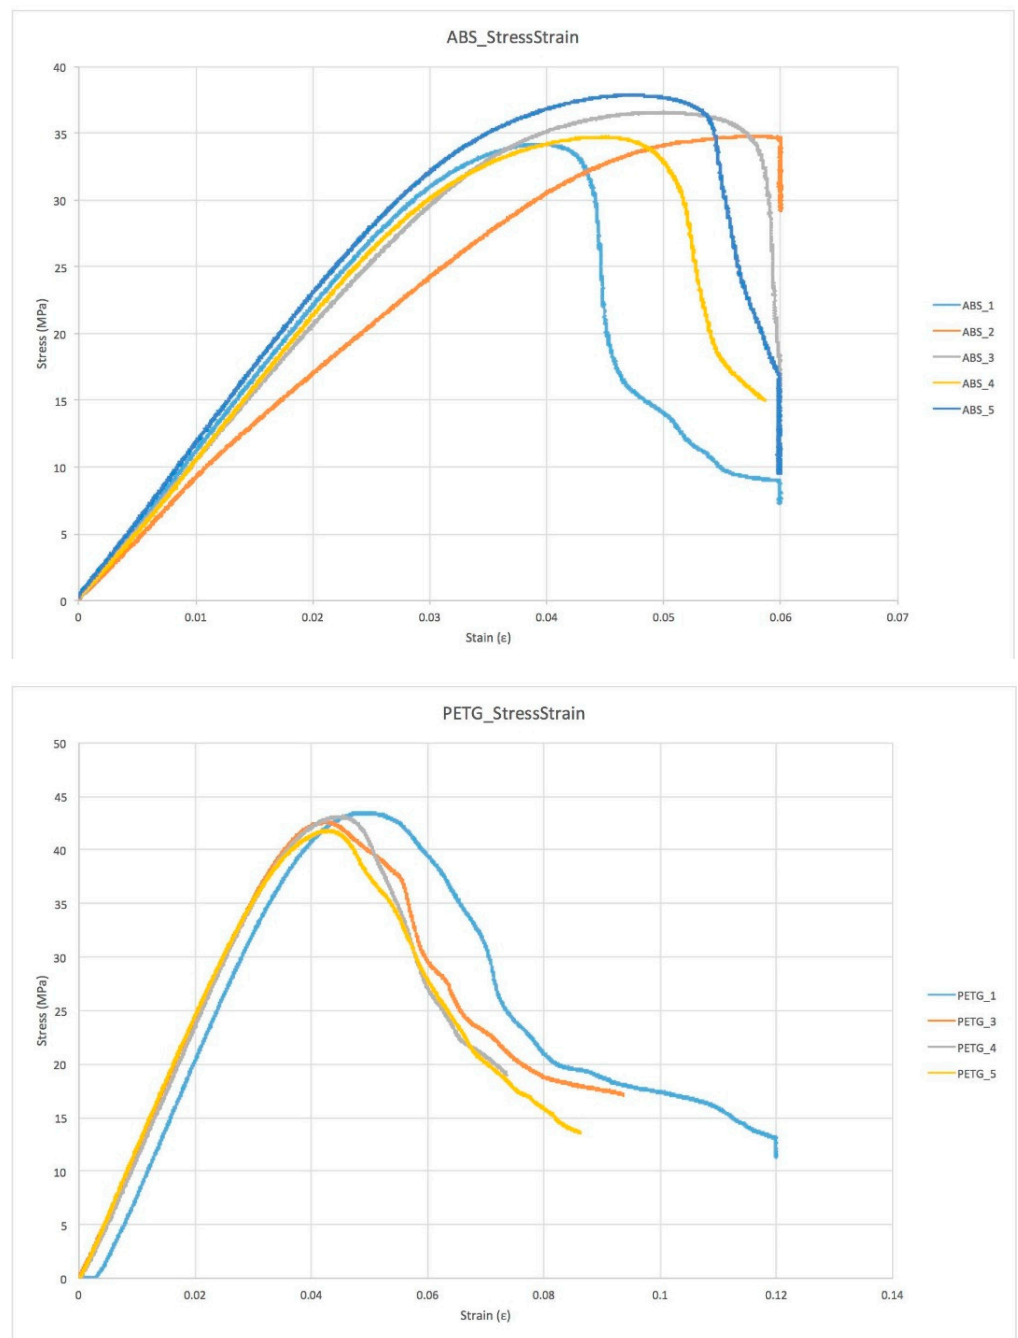 ABS_StressStrain
40
35
30
25
20
15
10
5
0
Stress (MPa)
0 0.01 0.02 0.03 0.04 0.05 0.06 0.07
Stain (ε)
ABS_1
ABS_2
ABS_3
ABS_4
ABS_5
PETG_StressStrain
50
45
40
35
30
25
20
15
10
5
0
Stress (MPa)
0 0.02 0.04 0.06 0.08 0.1 0.12 0.14
Strain (ε)
PETG_1
PETG_3
PETG_4
PETG_5